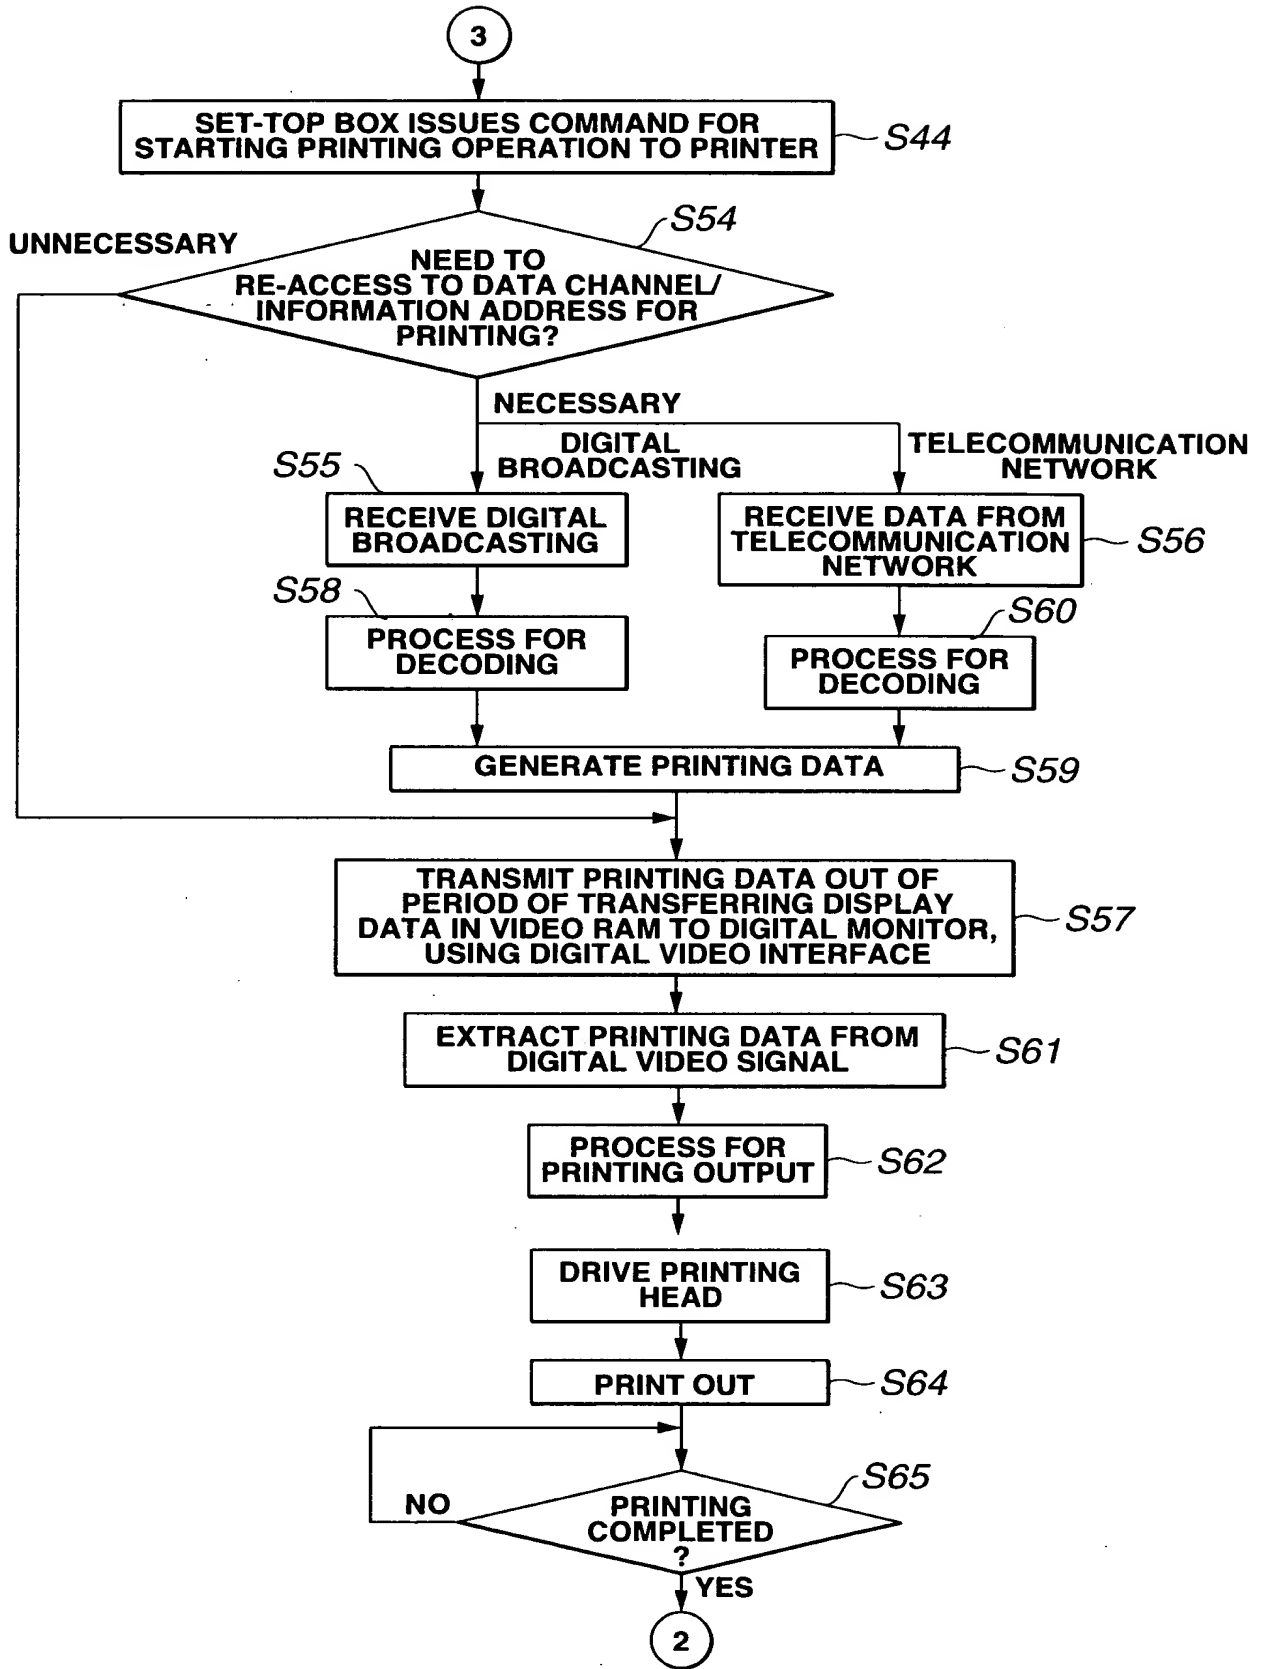 3
SET-TOP BOX ISSUES COMMAND FOR
STARTING PRINTING OPERATION TO PRINTER
S44
S54
UNNECESSARY
NEED TO
RE-ACCESS TO DATA CHANNEL/
INFORMATION ADDRESS FOR
PRINTING?
NECESSARY
DIGITAL
BROADCASTING
TELECOMMUNICATION
NETWORK
S55
RECEIVE DIGITAL
BROADCASTING
RECEIVE DATA FROM
TELECOMMUNICATION
NETWORK
S56
S58
PROCESS FOR
DECODING
S60
PROCESS FOR
DECODING
GENERATE PRINTING DATA
S59
TRANSMIT PRINTING DATA OUT OF
PERIOD OF TRANSFERRING DISPLAY
DATA IN VIDEO RAM TO DIGITAL MONITOR,
USING DIGITAL VIDEO INTERFACE
S57
EXTRACT PRINTING DATA FROM
DIGITAL VIDEO SIGNAL
S61
PROCESS FOR
PRINTING OUTPUT
S62
DRIVE PRINTING
HEAD
S63
PRINT OUT
S64
S65
NO
PRINTING
COMPLETED
?
YES
2